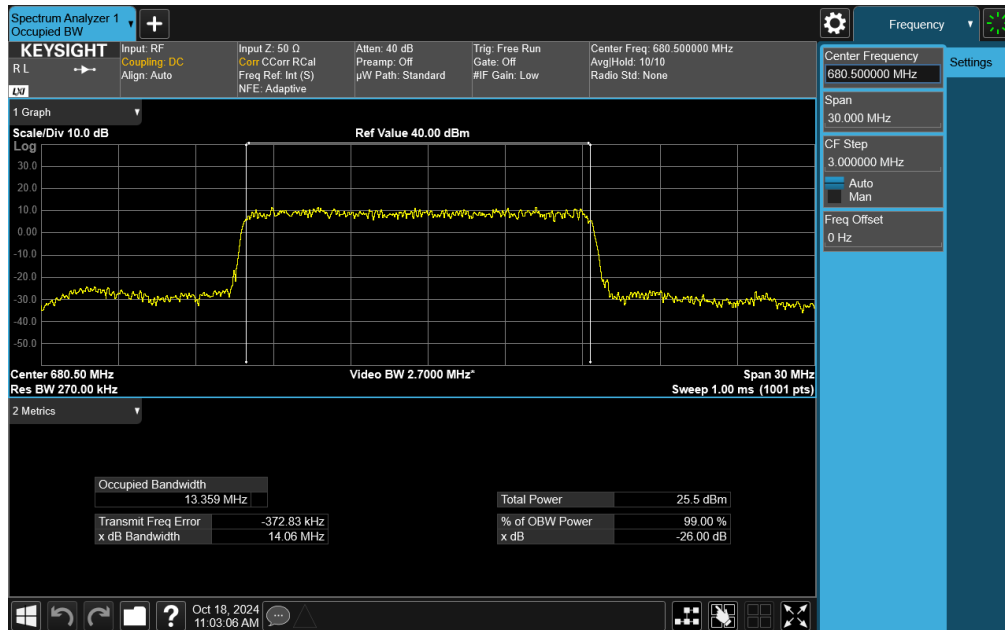 Spectrum Analyzer 1
Occupied BW
Frequency
KEYSIGHT
R L
LXI
Input: RF
Coupling: DC
Align: Auto
Input Z: 50 Ω
Corr CCorr RCal
Freq Ref: Int (S)
NFE: Adaptive
Atten: 40 dB
Preamp: Off
µW Path: Standard
Trig: Free Run
Gate: Off
#IF Gain: Low
Center Freq: 680.500000 MHz
Avg|Hold: 10/10
Radio Std: None
Center Frequency
680.500000 MHz
Settings
Span
30.000 MHz
CF Step
3.000000 MHz
Auto
Man
Freq Offset
0 Hz
1 Graph
Scale/Div 10.0 dB
Ref Value 40.00 dBm
Log
30.0
20.0
10.0
0.00
-10.0
-20.0
-30.0
-40.0
-50.0
Center 680.50 MHz
Video BW 2.7000 MHz*
Span 30 MHz
Res BW 270.00 kHz
Sweep 1.00 ms (1001 pts)
2 Metrics
Occupied Bandwidth
13.359 MHz
Transmit Freq Error -372.83 kHz
x dB Bandwidth 14.06 MHz
Total Power 25.5 dBm
% of OBW Power 99.00 %
x dB -26.00 dB
?
Oct 18, 2024
11:03:06 AM